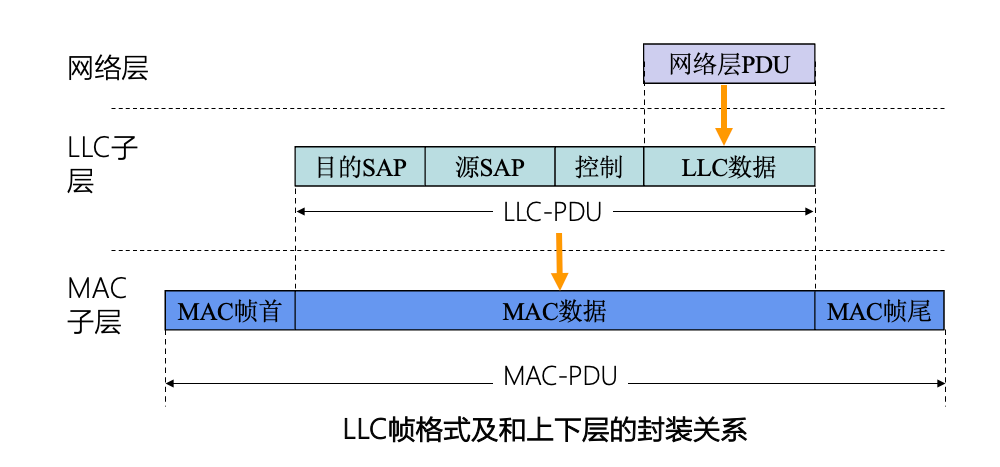 网络层
网络层PDU
LLC子
层
目的SAP
源SAP
控制
LLC数据
LLC-PDU
MAC
子层
MAC帧首
MAC数据
MAC帧尾
MAC-PDU
LLC帧格式及和上下层的封装关系